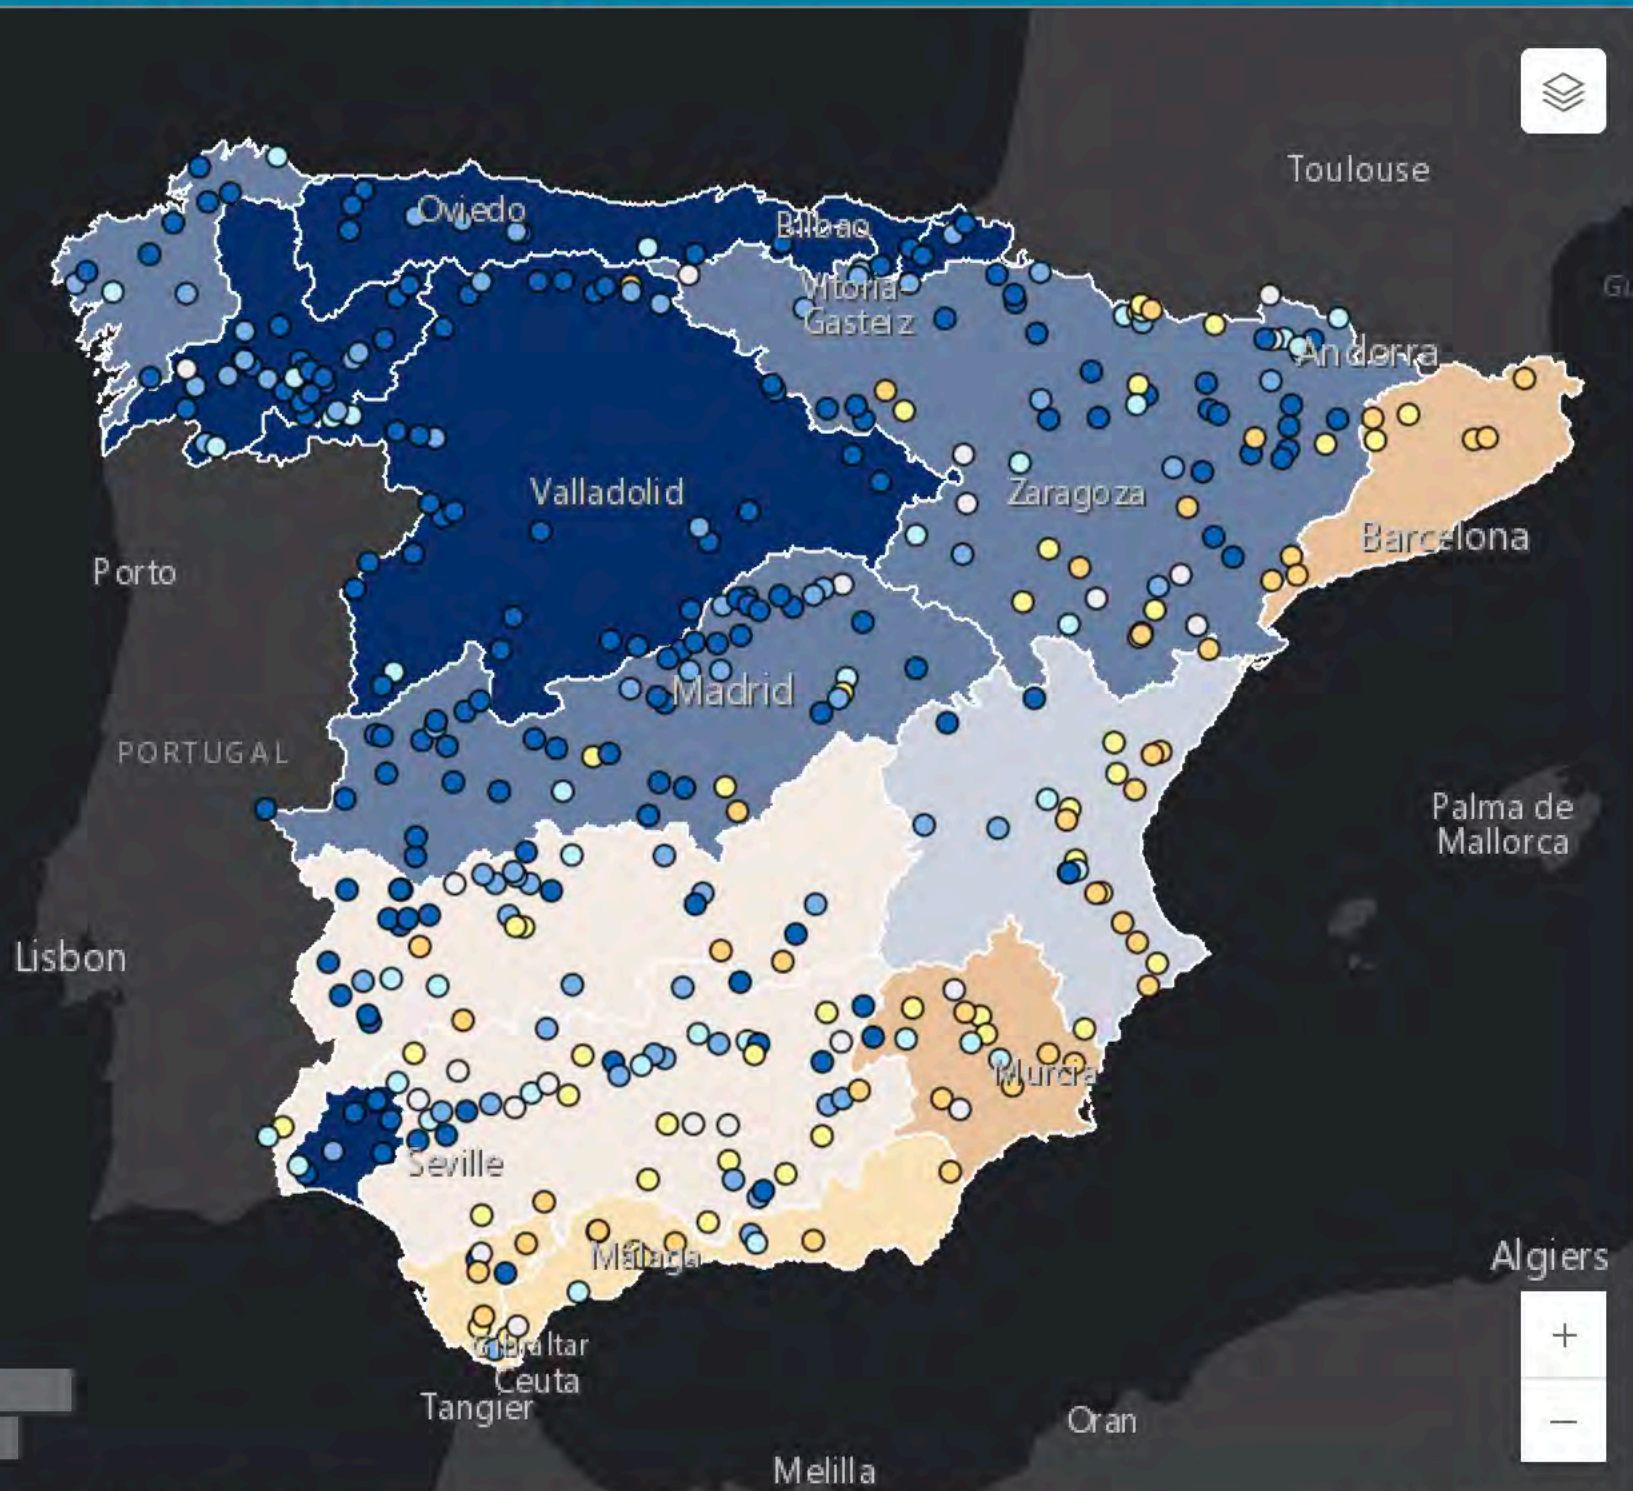 Toulouse
Oviedo
Bilbao
Vitoria-
Gasteiz
Gi
Andorra
Valladolid
Zaragoza
Barcelona
Porto
Madrid
PORTUGAL
Palma de
Mallorca
Lisbon
Murcia
Seville
Málaga
Algiers
Gibraltar
Ceuta
Tangier
Oran
Melilla